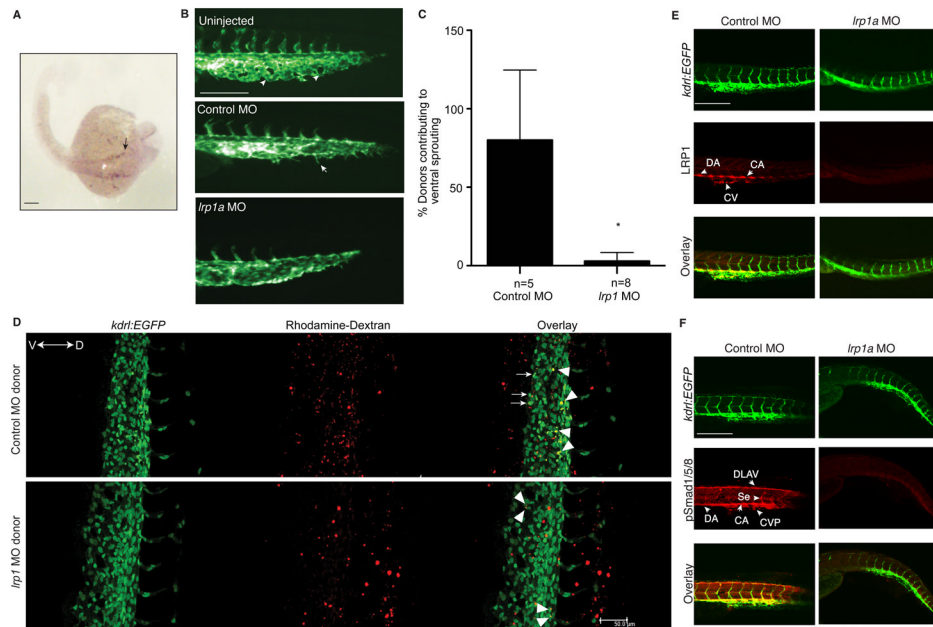 A
B
Uninjected
Control MO
lrp1a MO
C
% Donors contributing to
ventral sprouting
150
100
50
0
*
n=5
Control MO
n=8
lrp1 MO
D
kdrl:EGFP
Rhodamine-Dextran
Overlay
V
D
Control MO donor
lrp1 MO donor
50.0 µm
E
Control MO
lrp1a MO
kdrl:EGFP
LRP1
DA
CA
CV
Overlay
F
Control MO
lrp1a MO
kdrl:EGFP
pSmad1/5/8
DLAV
Se
DA
CA
CVP
Overlay